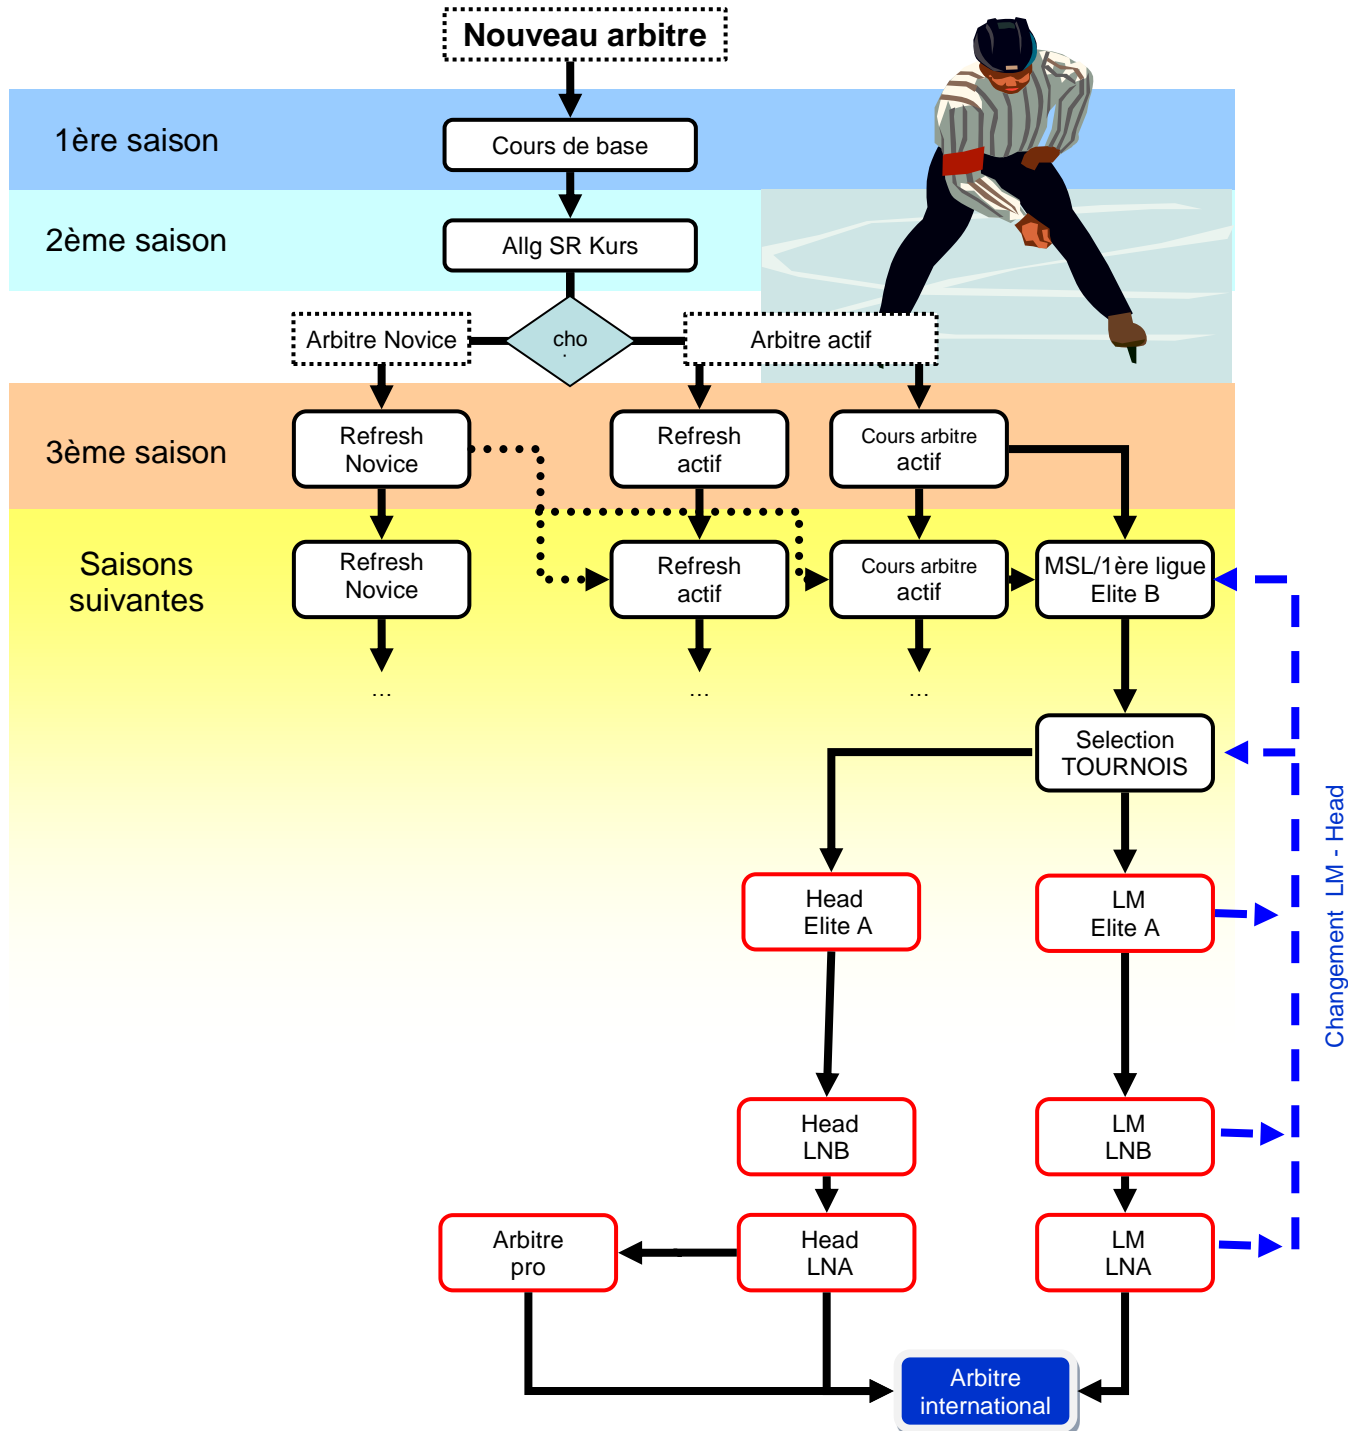 Nouveau arbitre
1ère saison
Cours de base
2ème saison
Allg SR Kurs
Arbitre Novice
cho
Arbitre actif
3ème saison
Refresh
Novice
Refresh
actif
Cours arbitre
actif
Saisons
suivantes
Refresh
Novice
Refresh
actif
Cours arbitre
actif
MSL/1ère ligue
Elite B
...
...
...
Selection
TOURNOIS
Changement LM - Head
Head
Elite A
LM
Elite A
Head
LNB
LM
LNB
Arbitre
pro
Head
LNA
LM
LNA
Arbitre
international